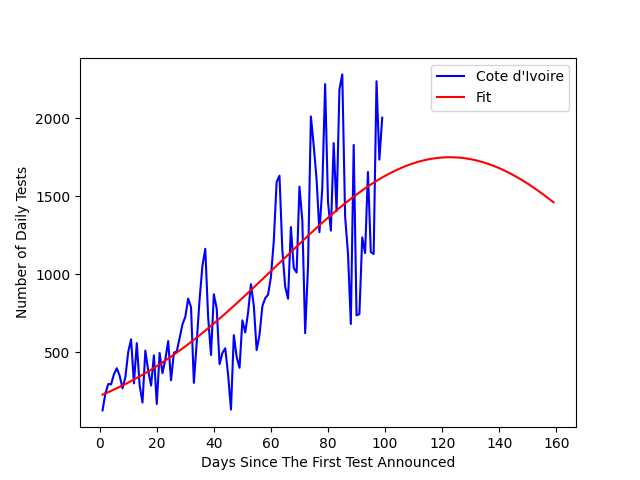 Cote d'Ivoire
Fit
2000
1500
1000
500
Number of Daily Tests
0 20 40 60 80 100 120 140 160
Days Since The First Test Announced